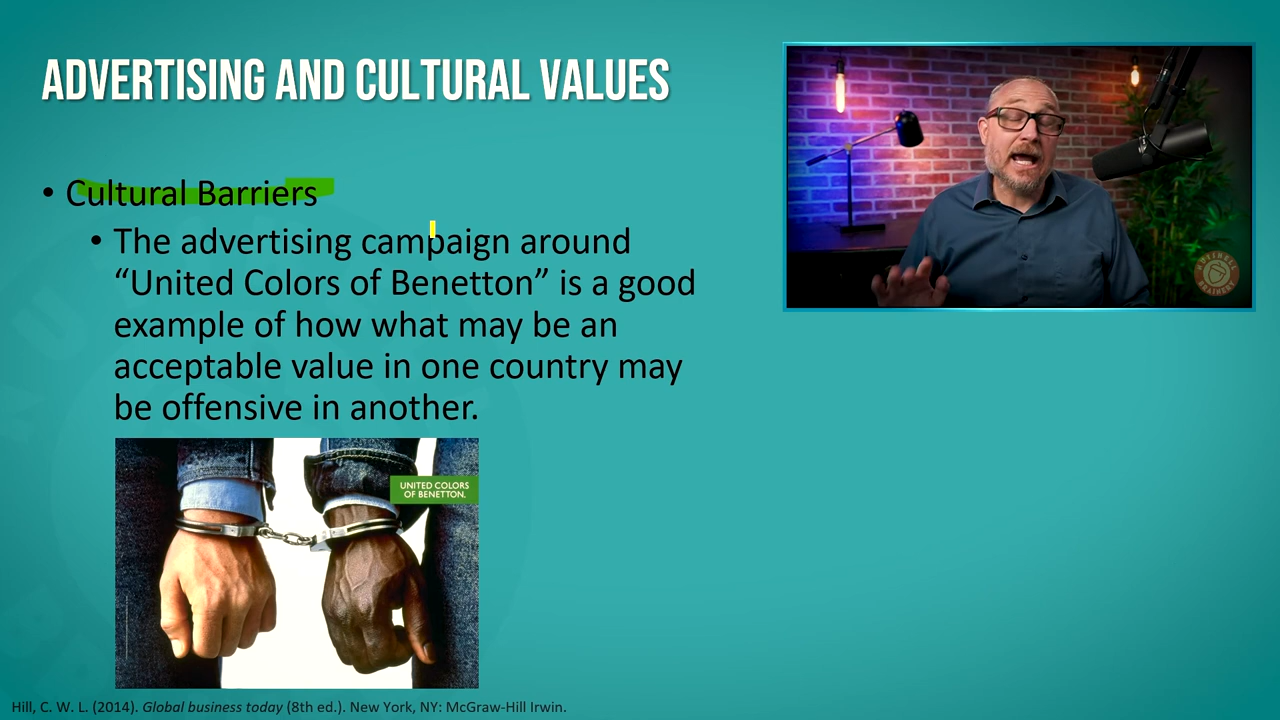 ADVERTISING AND CULTURAL VALUES
• Cultural Barriers
• The advertising campaign around
“United Colors of Benetton” is a good
example of how what may be an
acceptable value in one country may
be offensive in another.
UNITED COLORS
OF BENETTON.
Hill, C. W. L. (2014). Global business today (8th ed.). New York, NY: McGraw-Hill Irwin.